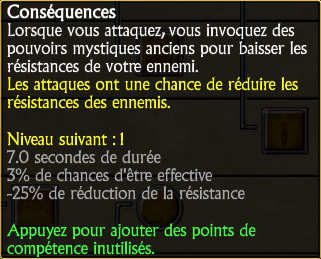 Conséquences
Lorsque vous attaquez, vous invoquez des
pouvoirs mystiques anciens pour baisser les
résistances de votre ennemi.
Les attaques ont une chance de réduire les
résistances des ennemis.
Niveau suivant : 1
7.0 secondes de durée
3% de chances d'être effective
-25% de réduction de la résistance
Appuyez pour ajouter des points de
compétence inutilisés.